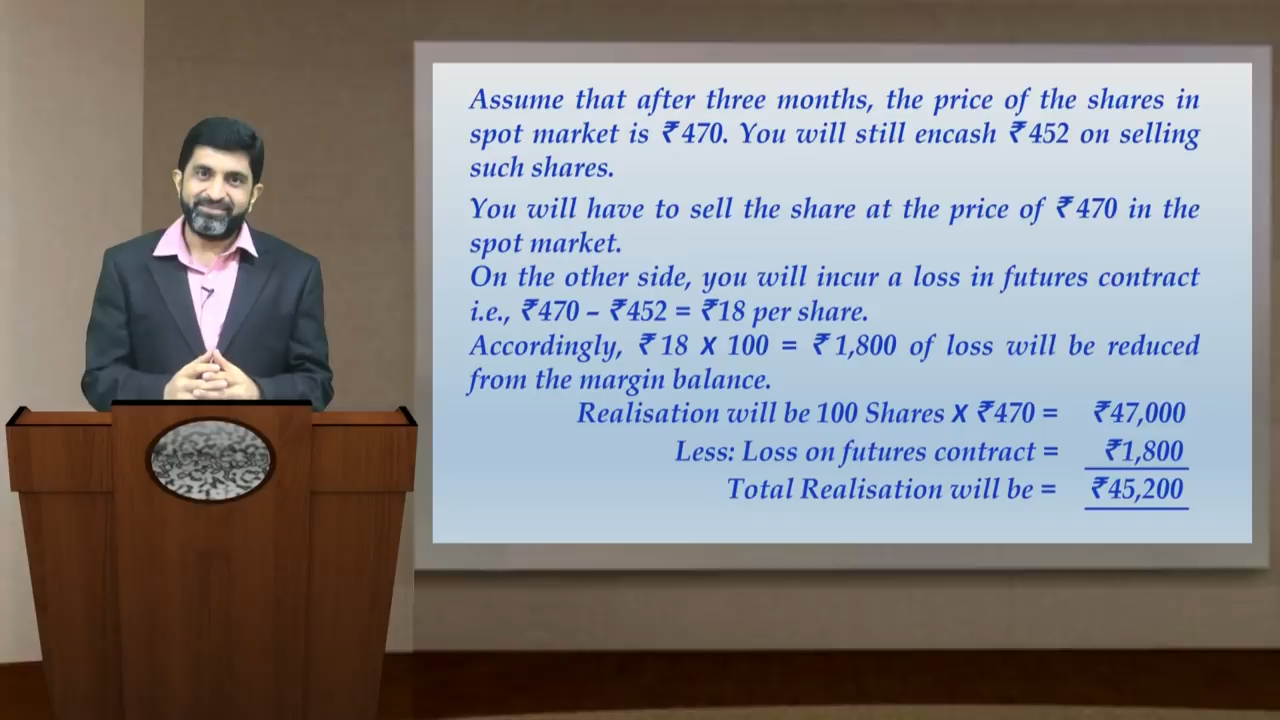 Assume that after three months, the price of the shares in
spot market is ₹470. You will still encash ₹452 on selling
such shares.
You will have to sell the share at the price of ₹470 in the
spot market.
On the other side, you will incur a loss in futures contract
i.e., ₹470 – ₹452 = ₹18 per share.
Accordingly, ₹18 X 100 = ₹1,800 of loss will be reduced
from the margin balance.
Realisation will be 100 Shares X ₹470 = ₹47,000
Less: Loss on futures contract = ₹1,800
Total Realisation will be = ₹45,200